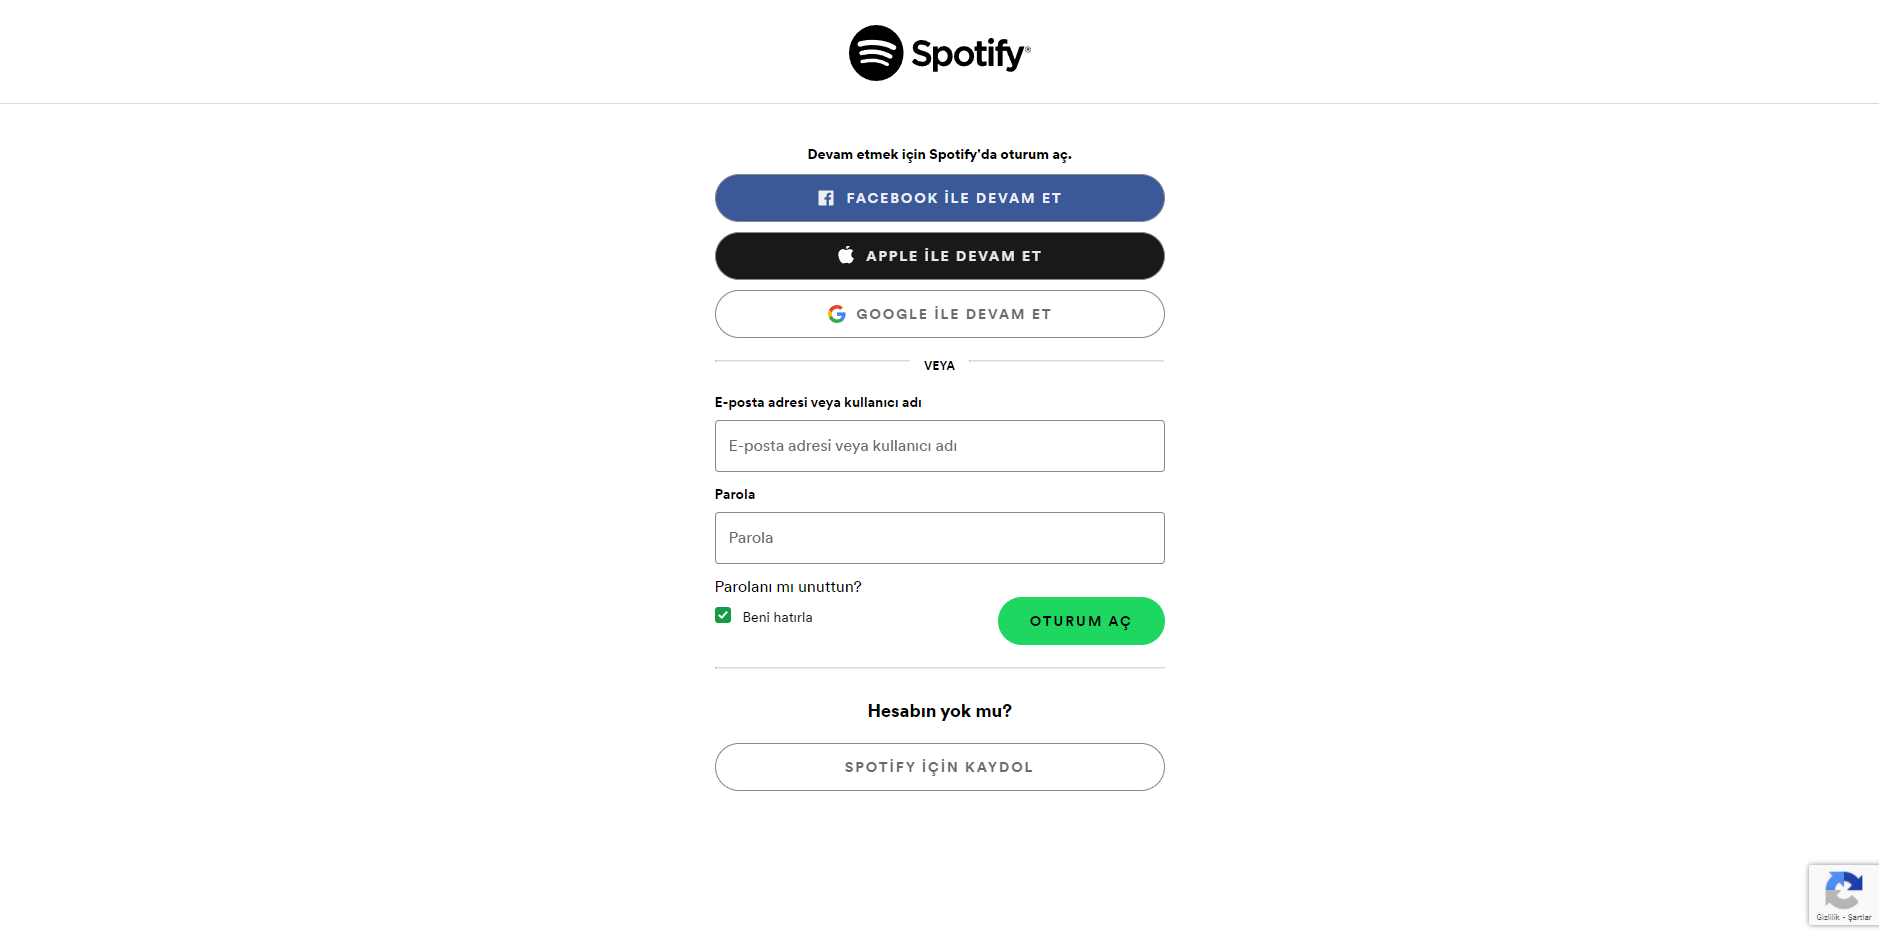 Spotify®
Devam etmek için Spotify'da oturum aç.
FACEBOOK İLE DEVAM ET
APPLE İLE DEVAM ET
GOOGLE İLE DEVAM ET
VEYA
E-posta adresi veya kullanıcı adı
E-posta adresi veya kullanıcı adı
Parola
Parola
Parolanı mı unuttun?
Beni hatırla
OTURUM AÇ
Hesabın yok mu?
SPOTİFY İÇİN KAYDOL
Gizlilik - Şartlar